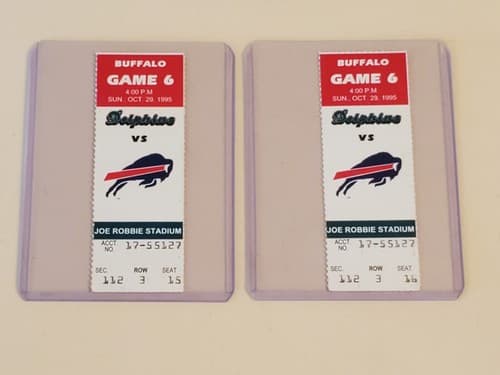 BUFFALO
GAME 6
4:00 P.M
SUN. OCT 29, 1995
Dolphins
VS
JOE ROBBIE STADIUM
ACCT NO. 17-55127
SEC. ROW SEAT
112 3 15
BUFFALO
GAME 6
4:00 P.M
SUN. OCT 29, 1995
Dolphins
VS
JOE ROBBIE STADIUM
ACCT NO. 17-55127
SEC. ROW SEAT
112 3 16